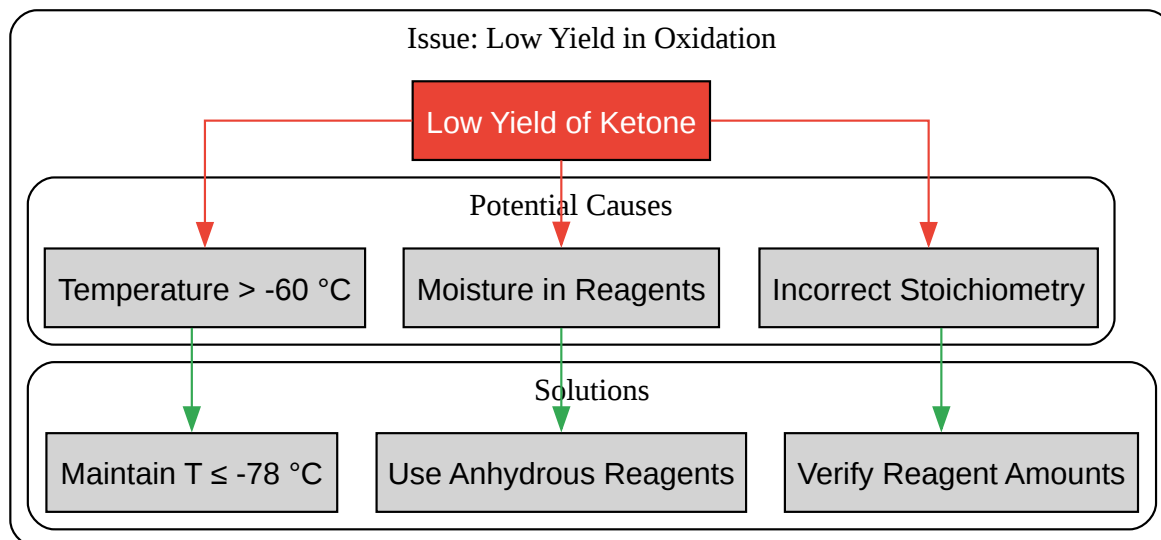 Issue: Low Yield in Oxidation
Low Yield of Ketone
Potential Causes
Temperature > -60 °C
Moisture in Reagents
Incorrect Stoichiometry
Solutions
Maintain T ≤ -78 °C
Use Anhydrous Reagents
Verify Reagent Amounts